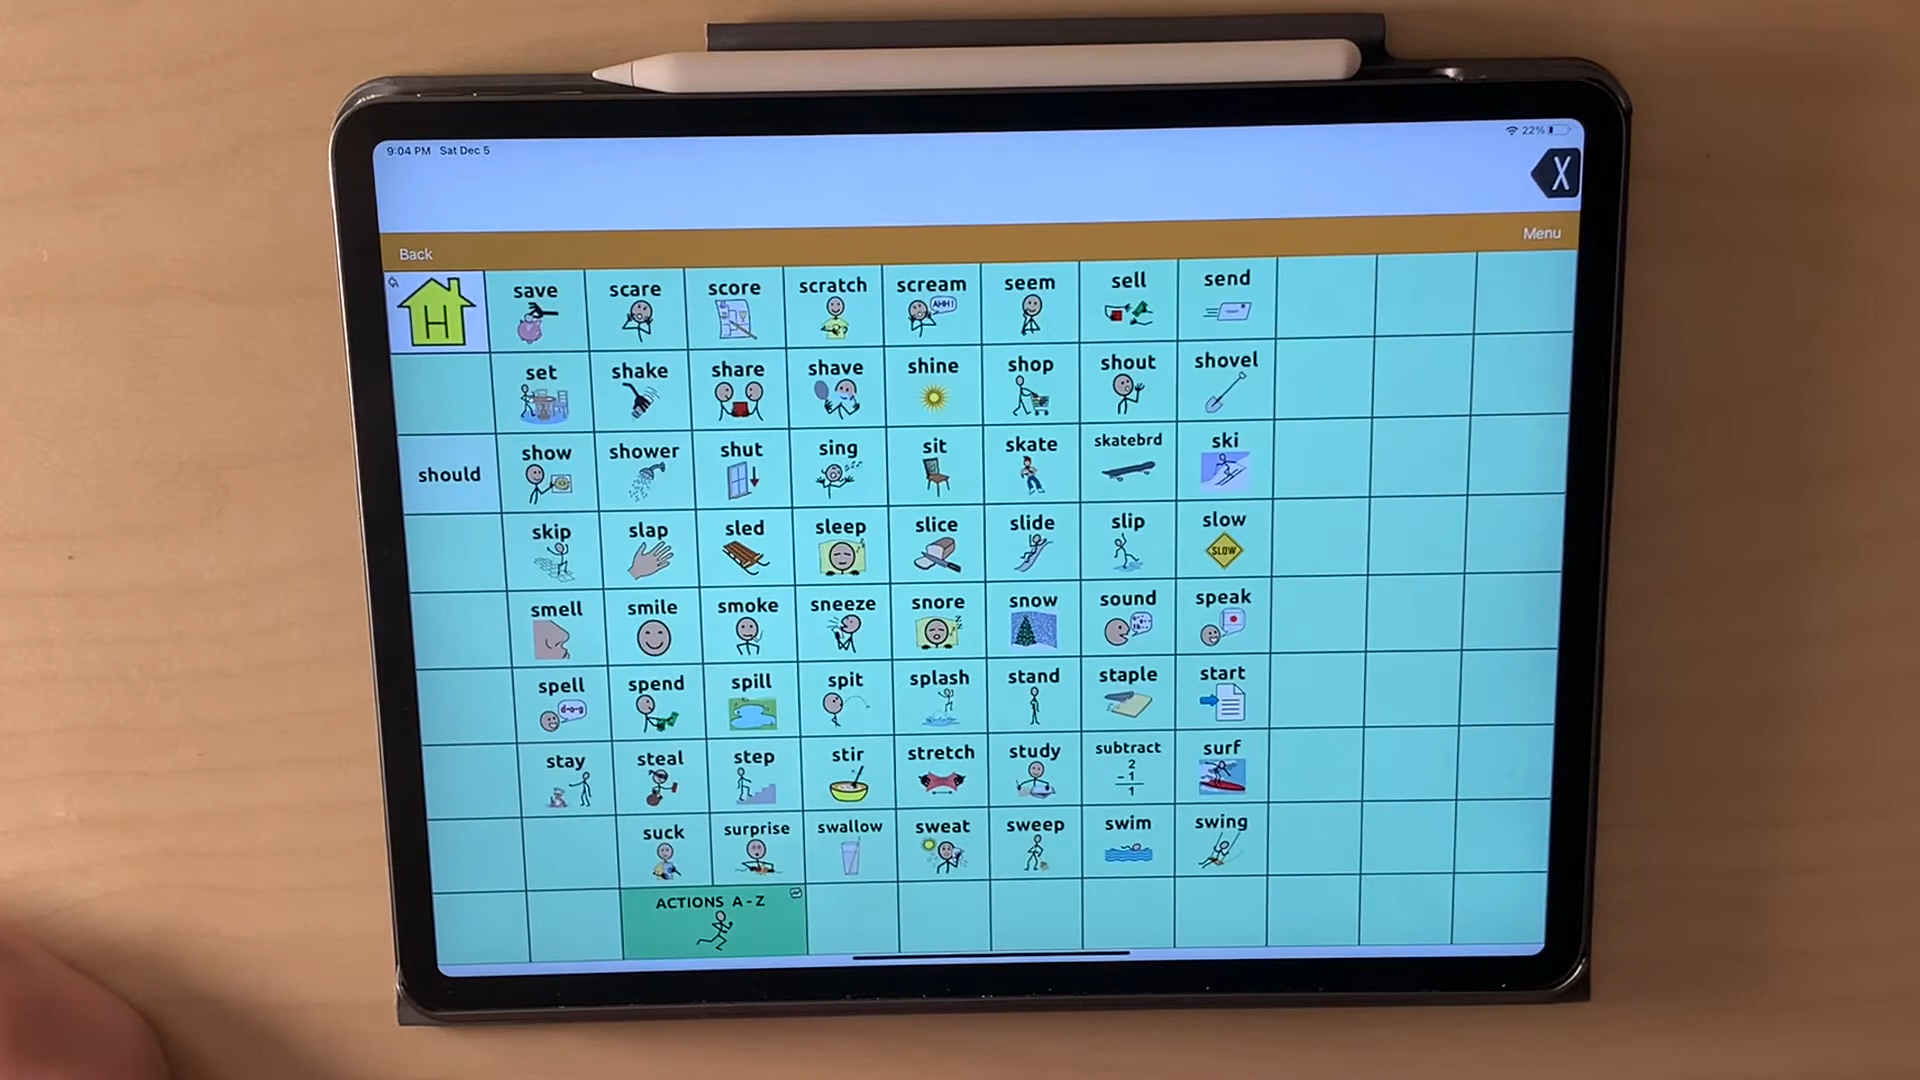 9:04 PM Sat Dec 5
22%
X
Back
Menu
H
save
scare
score
scratch
scream
AHH!
seem
sell
send
set
shake
share
shave
shine
shop
shout
shovel
should
show
shower
shut
sing
sit
skate
skatebrd
ski
skip
slap
sled
sleep
slice
slide
slip
slow
SLOW
smell
smile
smoke
sneeze
snore
snow
sound
speak
spell
d-o-g
spend
spill
spit
splash
stand
staple
start
stay
steal
step
stir
stretch
study
subtract
2
-1
1
surf
suck
surprise
swallow
sweat
sweep
swim
swing
ACTIONS A-Z